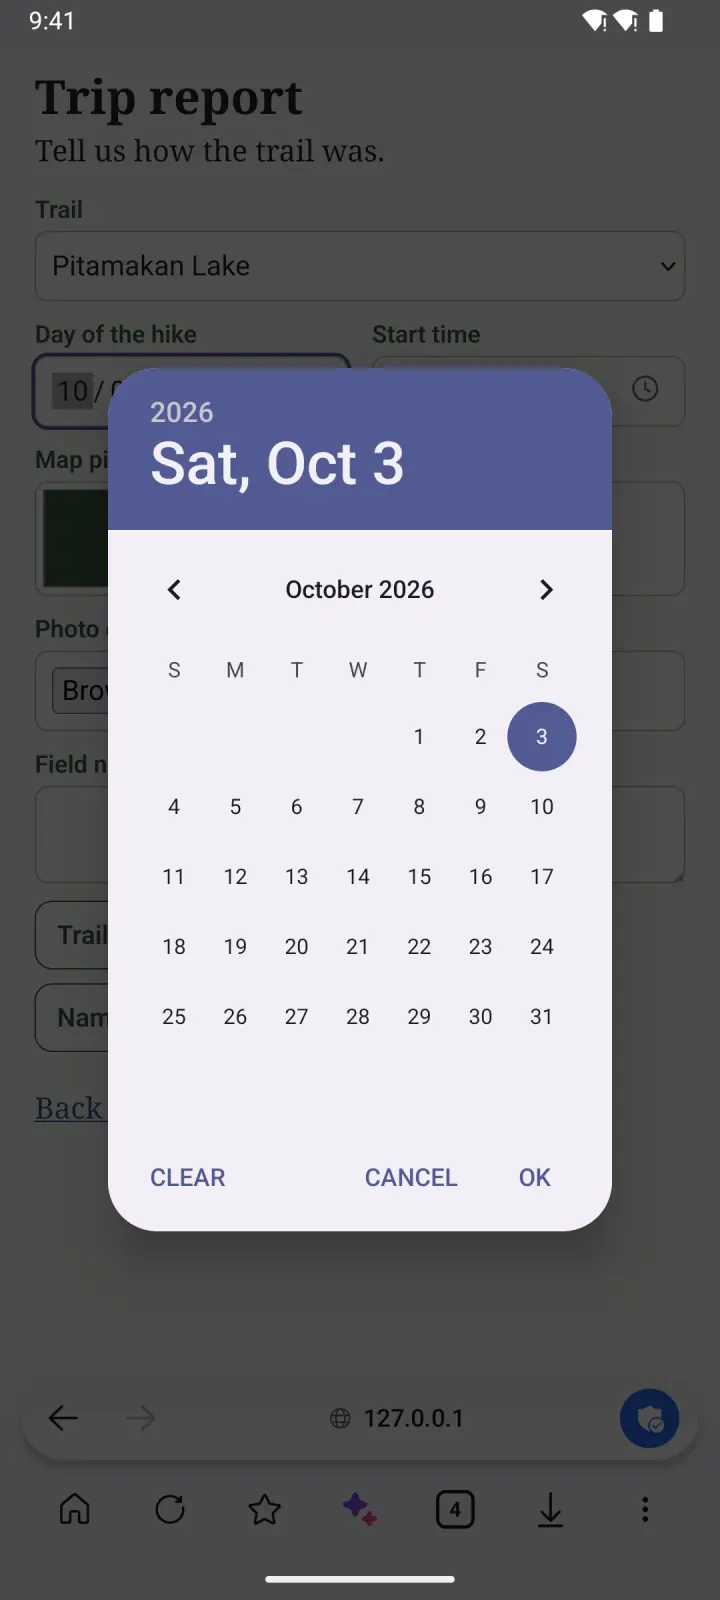 9:41
Trip report
Tell us how the trail was.
Trail
Pitamakan Lake
Day of the hike Start time
10/
2026
Sat, Oct 3
Map pi
October 2026
Photo
S M T W T F S
Brow
1 2 3
Field n
4 5 6 7 8 9 10
11 12 13 14 15 16 17
Trail
18 19 20 21 22 23 24
Nam
25 26 27 28 29 30 31
Back
CLEAR CANCEL OK
127.0.0.1
4